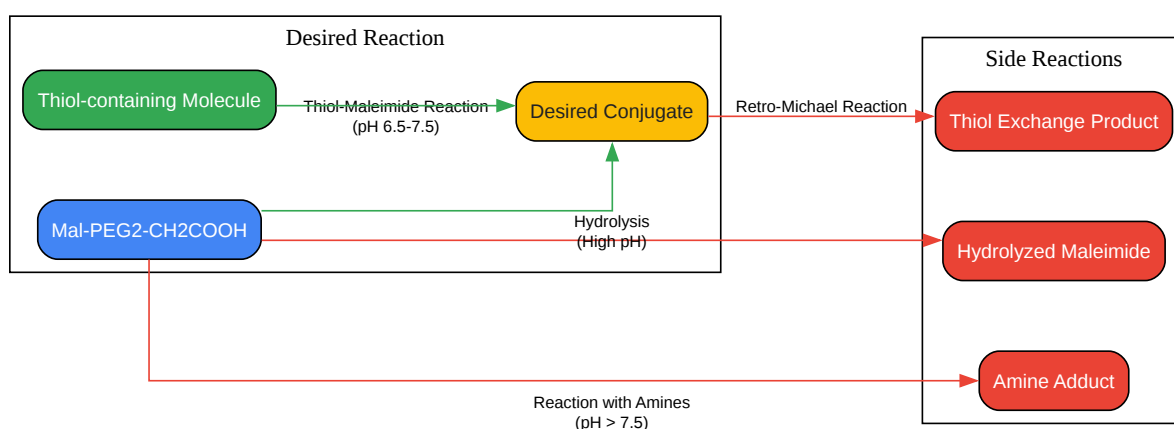 Desired Reaction
Side Reactions
Thiol-containing Molecule
Thiol-Maleimide Reaction
(pH 6.5-7.5)
Desired Conjugate
Retro-Michael Reaction
Thiol Exchange Product
Mal-PEG2-CH2COOH
Hydrolysis
(High pH)
Hydrolyzed Maleimide
Amine Adduct
Reaction with Amines
(pH > 7.5)